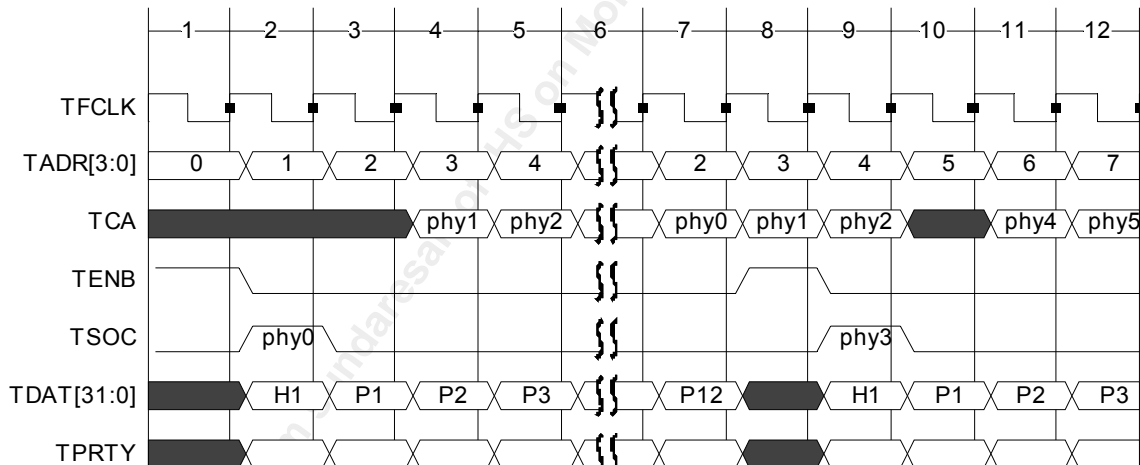 1 2 3 4 5 6 7 8 9 10 11 12
TFCLK
TADR[3:0] 0 1 2 3 4 2 3 4 5 6 7
TCA phy1 phy2 phy0 phy1 phy2 phy4 phy5
TENB
TSOC phy0 phy3
TDAT[31:0] H1 P1 P2 P3 P12 H1 P1 P2 P3
TPRTY